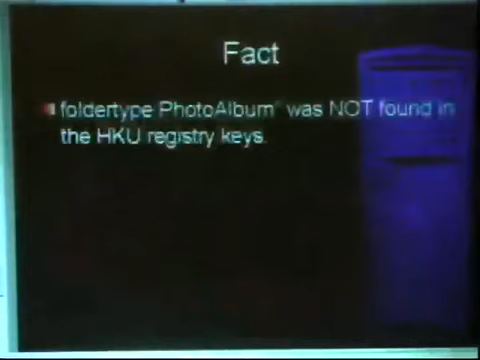 Fact
foldertype PhotoAlbum" was NOT found in
the HKU registry keys.